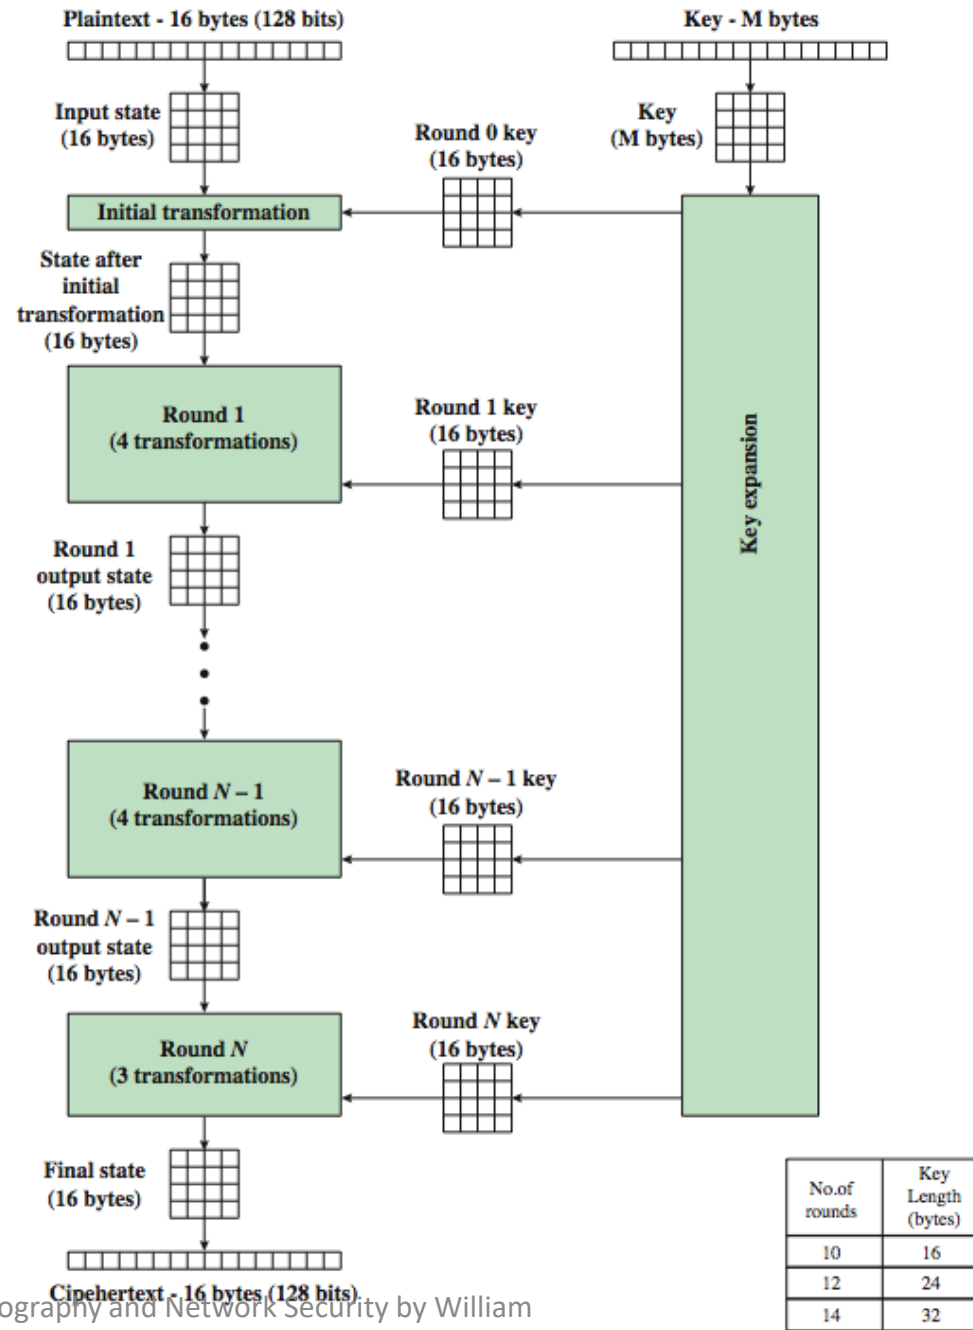 Plaintext - 16 bytes (128 bits)
Key - M bytes
Input state
(16 bytes)
Key
(M bytes)
Round 0 key
(16 bytes)
Initial transformation
State after
initial
transformation
(16 bytes)
Round 1
(4 transformations)
Round 1 key
(16 bytes)
Key expansion
Round 1
output state
(16 bytes)
Round N – 1
(4 transformations)
Round N – 1 key
(16 bytes)
Round N – 1
output state
(16 bytes)
Round N
(3 transformations)
Round N key
(16 bytes)
Final state
(16 bytes)
No.of
rounds
Key
Length
(bytes)
10 16
12 24
14 32
Cipehertext - 16 bytes (128 bits)
ography and Network Security by William